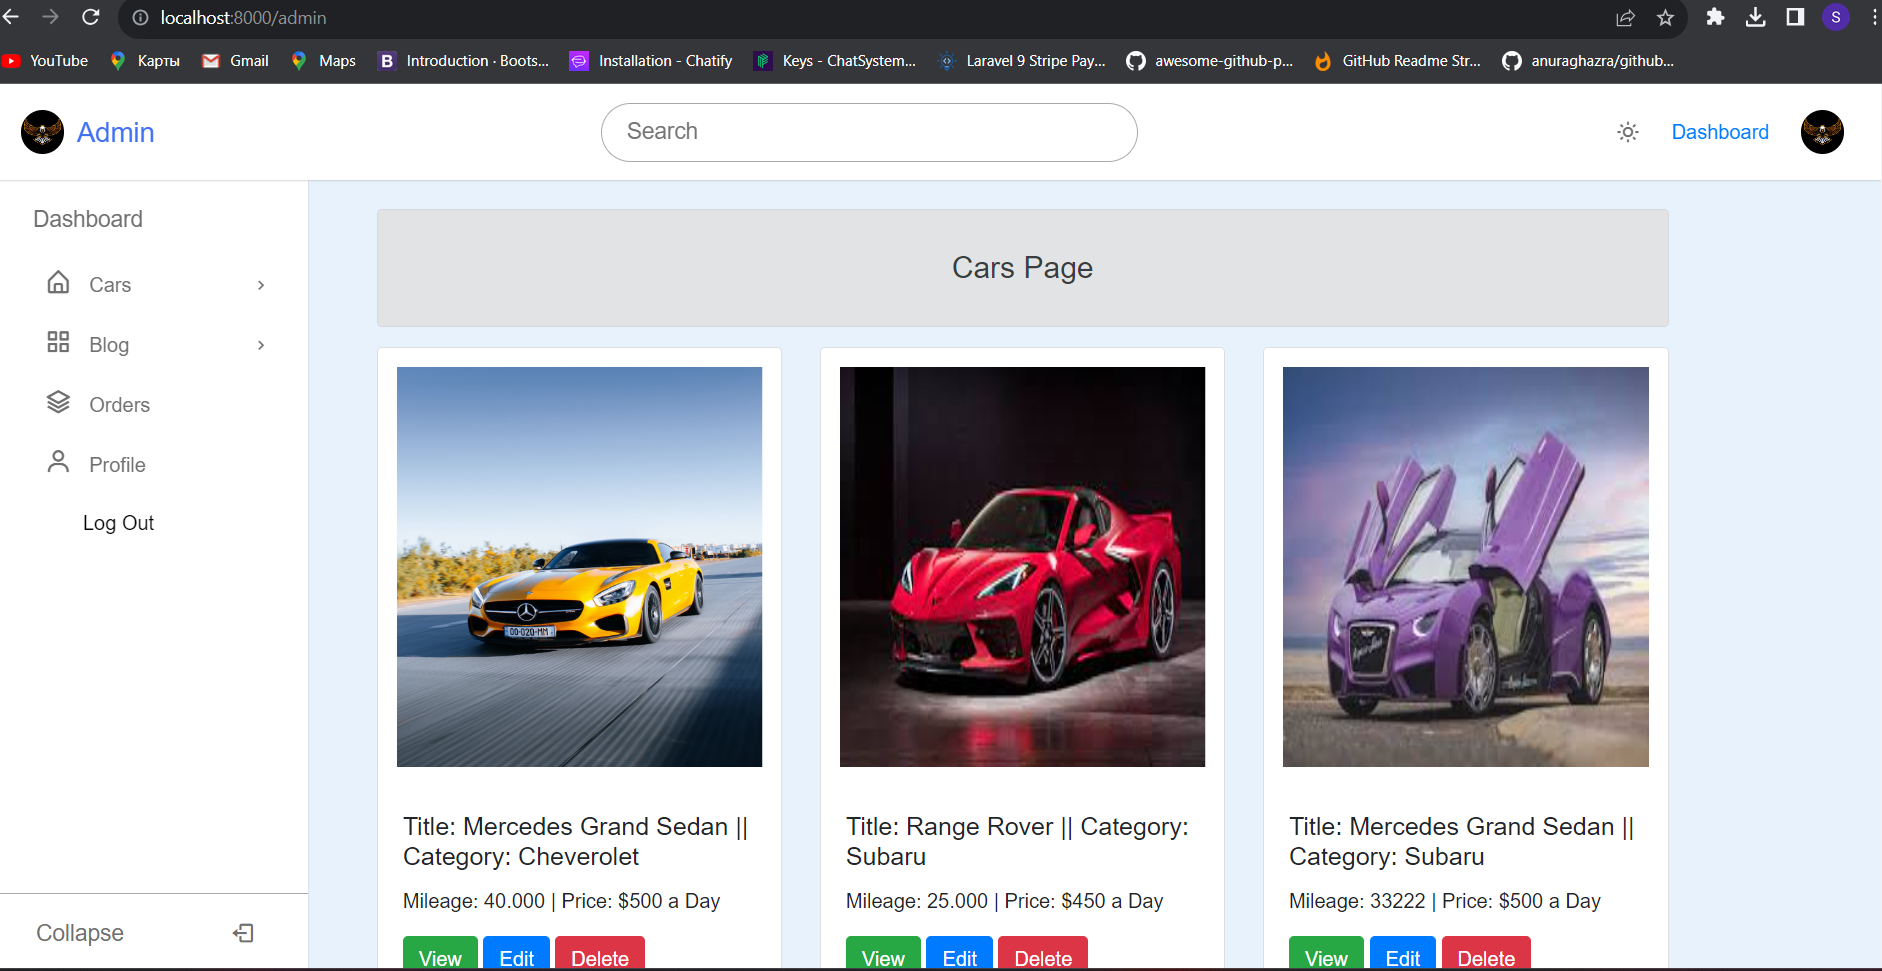 localhost:8000/admin
S
YouTube
Карты
Gmail
Maps
B
Introduction · Boots...
Installation - Chatify
Keys - ChatSystem...
Laravel 9 Stripe Pay...
awesome-github-p...
GitHub Readme Str...
anuraghazra/github...
Admin
Search
Dashboard
Dashboard
Cars
Blog
Orders
Profile
Log Out
Collapse
Cars Page
00-020-MM
Title: Mercedes Grand Sedan ||
Category: Cheverolet
Mileage: 40.000 | Price: $500 a Day
View
Edit
Delete
Title: Range Rover || Category:
Subaru
Mileage: 25.000 | Price: $450 a Day
View
Edit
Delete
Title: Mercedes Grand Sedan ||
Category: Subaru
Mileage: 33222 | Price: $500 a Day
View
Edit
Delete